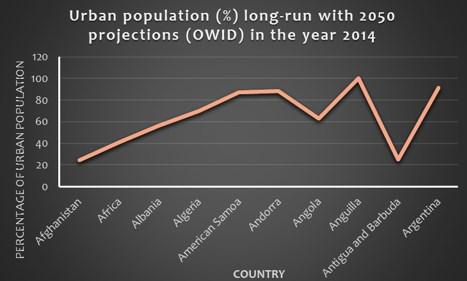 Urban population (%) long-run with 2050
projections (OWID) in the year 2014
PERCENTAGE OF URBAN POPULATION
120
100
80
60
40
20
0
Afghanistan
Africa
Albania
Algeria
American Samoa
Andorra
Angola
Anguilla
Antigua and Barbuda
Argentina
COUNTRY